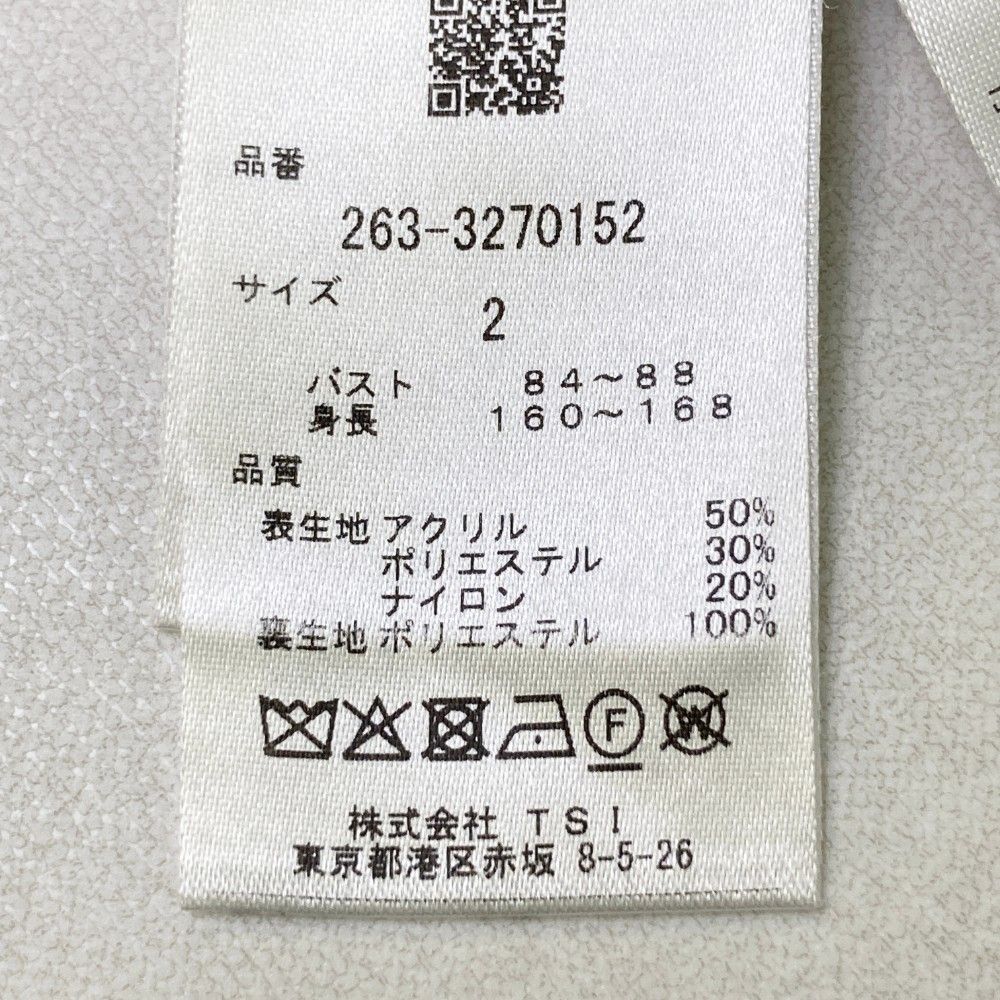 品番
263-3270152
サイズ
2
バスト 84～88
身長 160～168
品質
表生地 アクリル 50%
ポリエステル 30%
ナイロン 20%
裏生地 ポリエステル 100%
F W
株式会社 TSI
東京都港区赤坂 8-5-26